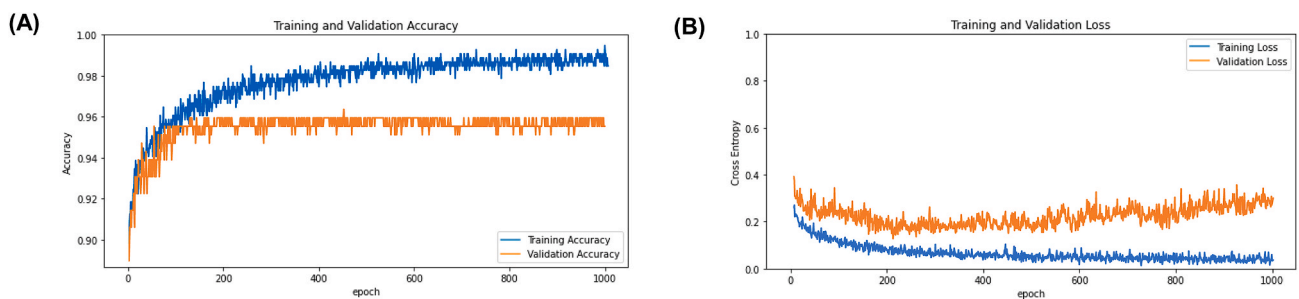 (A)
Training and Validation Accuracy
Accuracy
1.00
0.98
0.96
0.94
0.92
0.90
Training Accuracy
Validation Accuracy
0 200 400 600 800 1000
epoch
(B)
Training and Validation Loss
Cross Entropy
1.0
0.8
0.6
0.4
0.2
0.0
Training Loss
Validation Loss
0 200 400 600 800 1000
epoch